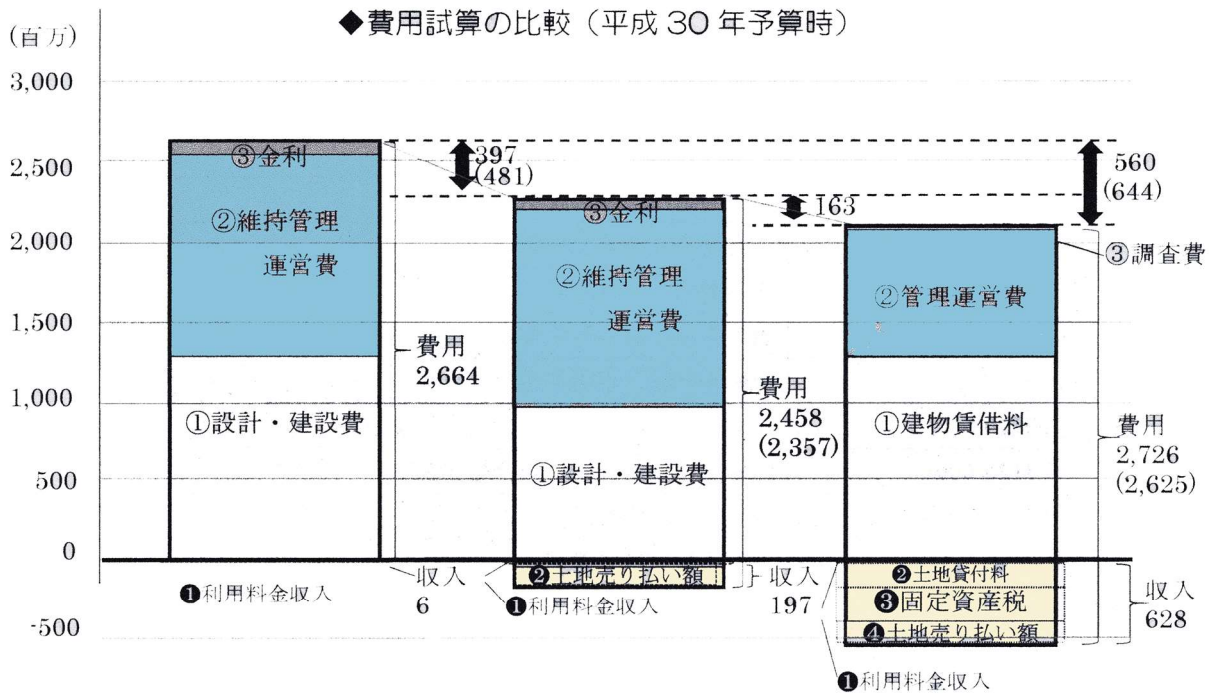 ◆費用試算の比較（平成 30 年予算時）
(百万)
3,000
2,500
2,000
1,500
1,000
500
0
-500
③金利
②維持管理
運営費
①設計・建設費
397
(481)
費用
2,664
❶利用料金収入
収入
6
③金利
②維持管理
運営費
①設計・建設費
163
費用
2,458
(2,357)
❷土地売り払い額
❶利用料金収入
収入
197
560
(644)
③調査費
②管理運営費
①建物賃借料
費用
2,726
(2,625)
❷土地貸付料
❸固定資産税
❹土地売り払い額
収入
628
❶利用料金収入